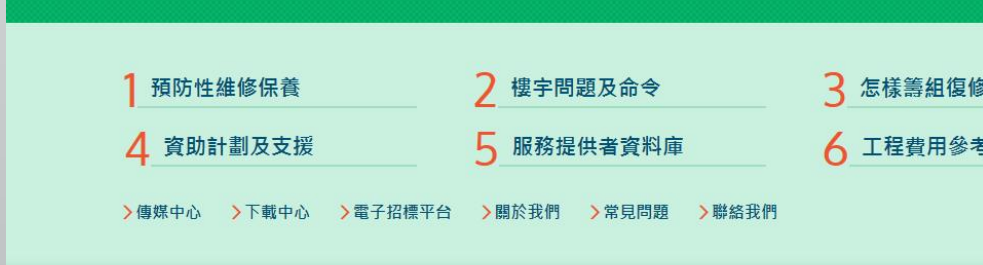 1 預防性維修保養 2 樓宇問題及命令 3 怎樣籌組復修
4 資助計劃及支援 5 服務提供者資料庫 6 工程費用參考
>傳媒中心 >下載中心 >電子招標平台 >關於我們 >常見問題 >聯絡我們